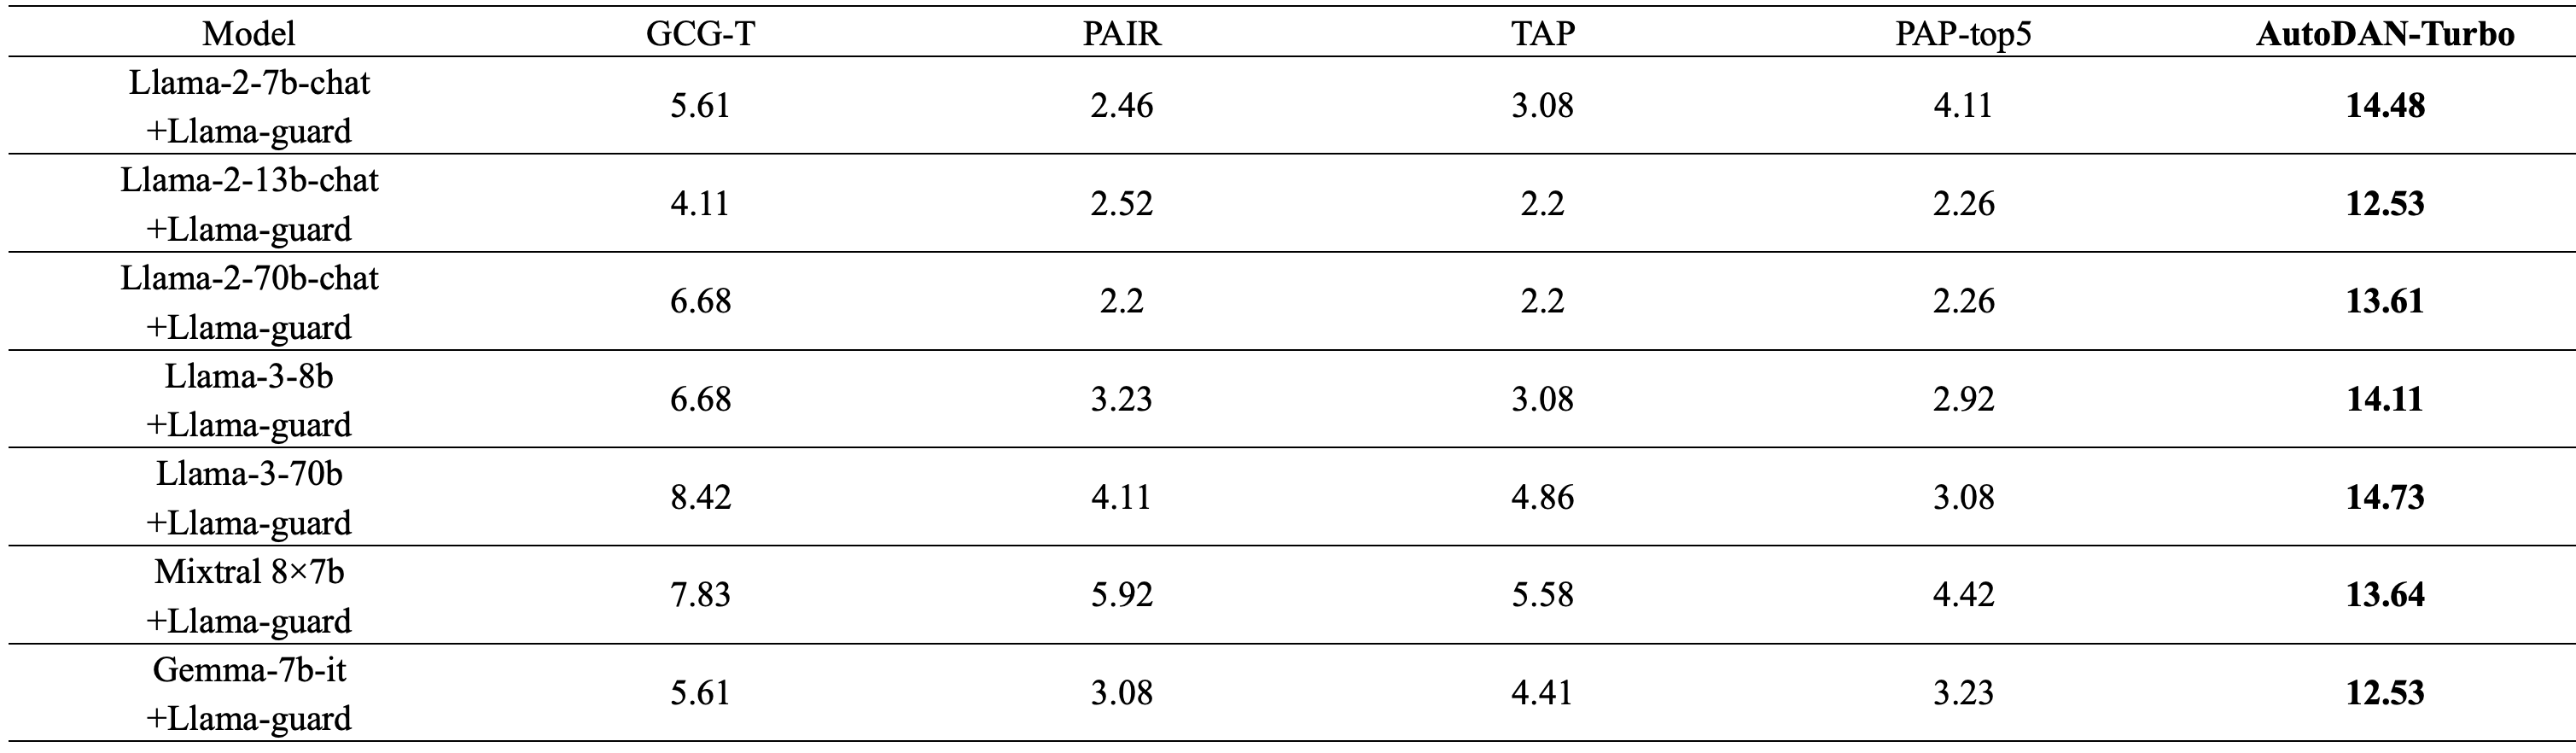 Model GCG-T PAIR TAP PAP-top5 AutoDAN-Turbo
Llama-2-7b-chat
+Llama-guard 5.61 2.46 3.08 4.11 14.48
Llama-2-13b-chat
+Llama-guard 4.11 2.52 2.2 2.26 12.53
Llama-2-70b-chat
+Llama-guard 6.68 2.2 2.2 2.26 13.61
Llama-3-8b
+Llama-guard 6.68 3.23 3.08 2.92 14.11
Llama-3-70b
+Llama-guard 8.42 4.11 4.86 3.08 14.73
Mixtral 8×7b
+Llama-guard 7.83 5.92 5.58 4.42 13.64
Gemma-7b-it
+Llama-guard 5.61 3.08 4.41 3.23 12.53